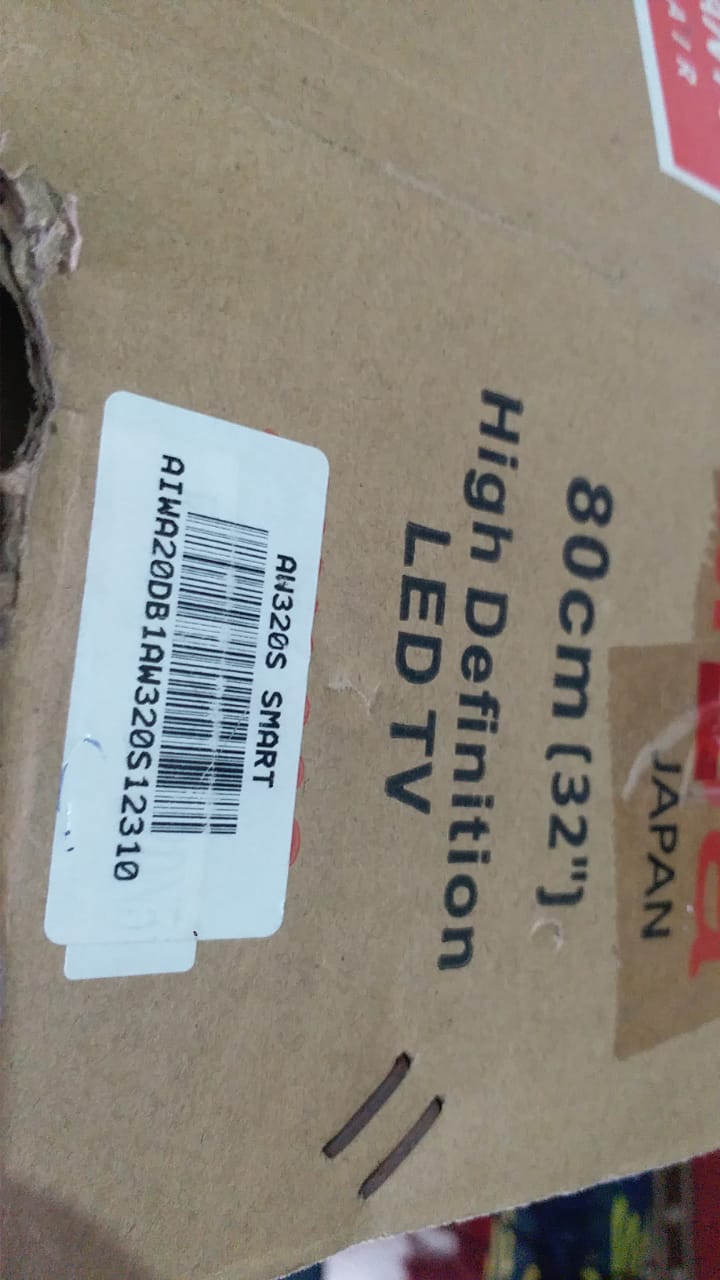 JAPAN
80cm (32")
High Definition
LED TV
AW320S SMART
AIWA20DB1AW320S12310